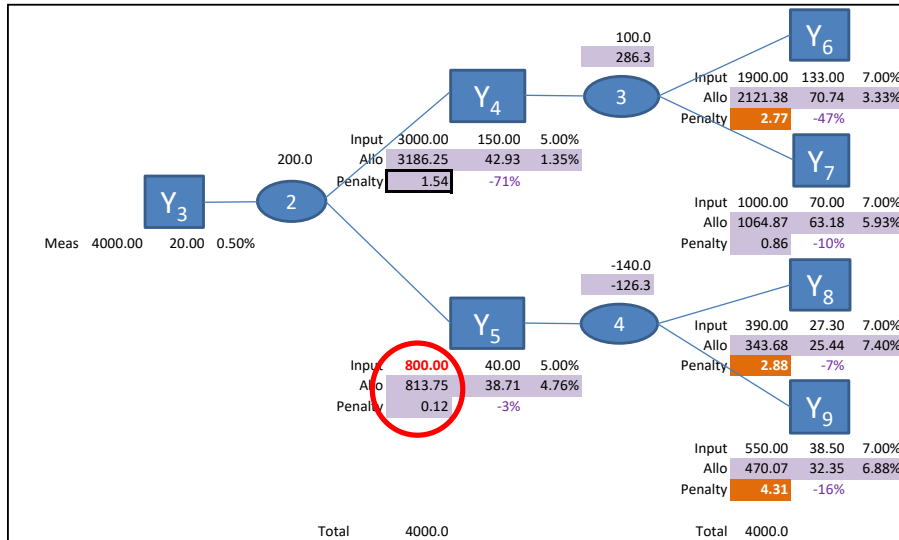 100.0
286.3
Y6
3
Input 1900.00 133.00 7.00%
Allo 2121.38 70.74 3.33%
Penalty 2.77 -47%
Y4
Input 3000.00 150.00 5.00%
Allo 3186.25 42.93 1.35%
Penalty 1.54 -71%
200.0
Y7
Y3
2
Input 1000.00 70.00 7.00%
Allo 1064.87 63.18 5.93%
Penalty 0.86 -10%
Meas 4000.00 20.00 0.50%
-140.0
-126.3
Y8
Y5
4
Input 390.00 27.30 7.00%
Allo 343.68 25.44 7.40%
Penalty 2.88 -7%
Input 800.00 40.00 5.00%
Allo 813.75 38.71 4.76%
Penalty 0.12 -3%
Y9
Input 550.00 38.50 7.00%
Allo 470.07 32.35 6.88%
Penalty 4.31 -16%
Total 4000.0
Total 4000.0